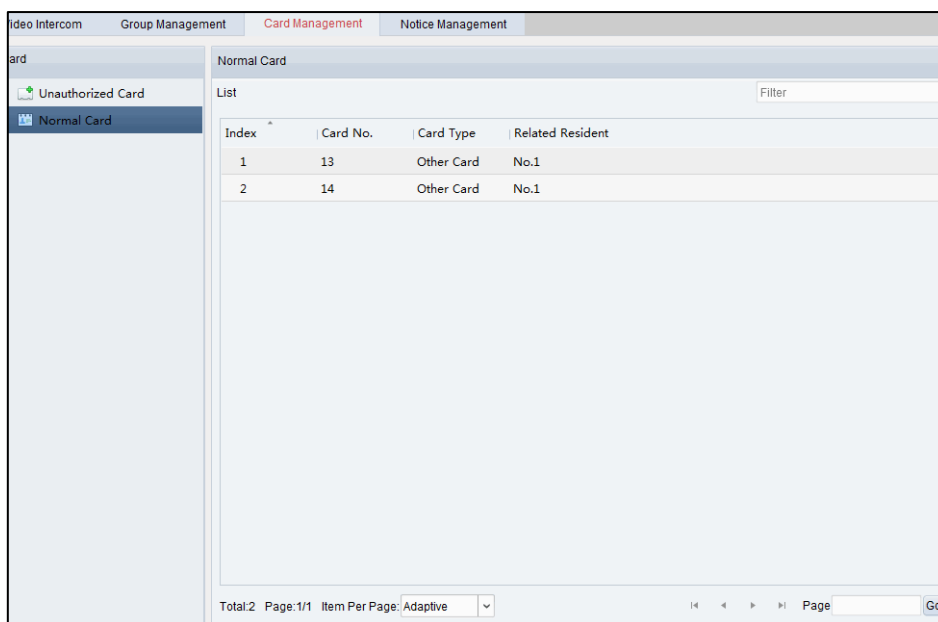 ideo Intercom Group Management Card Management Notice Management
ard Normal Card
Unauthorized Card List Filter
Normal Card
Index Card No. Card Type Related Resident
1 13 Other Card No.1
2 14 Other Card No.1
Total:2 Page:1/1 Item Per Page: Adaptive Page Go